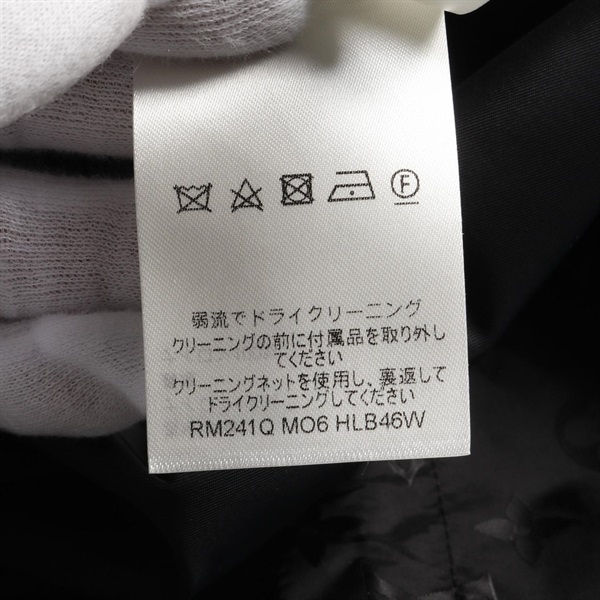 F
弱流でドライクリーニング
クリーニングの前に付属品を取り外し
てください
クリーニングネットを使用し、裏返して
ドライクリーニングしてください
RM241Q MO6 HLB46W